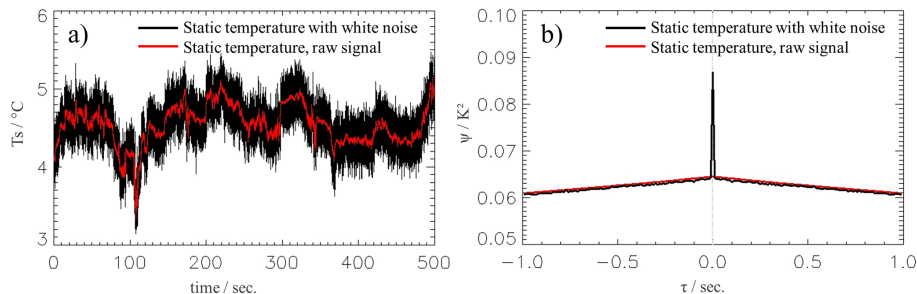 a)
Static temperature with white noise
Static temperature, raw signal
6
5
4
3
Ts / °C
0
100
200
300
400
500
time / sec.
b)
Static temperature with white noise
Static temperature, raw signal
0.10
0.09
0.08
0.07
0.06
0.05
ψ / K²
−1.0
−0.5
0.0
0.5
1.0
τ / sec.